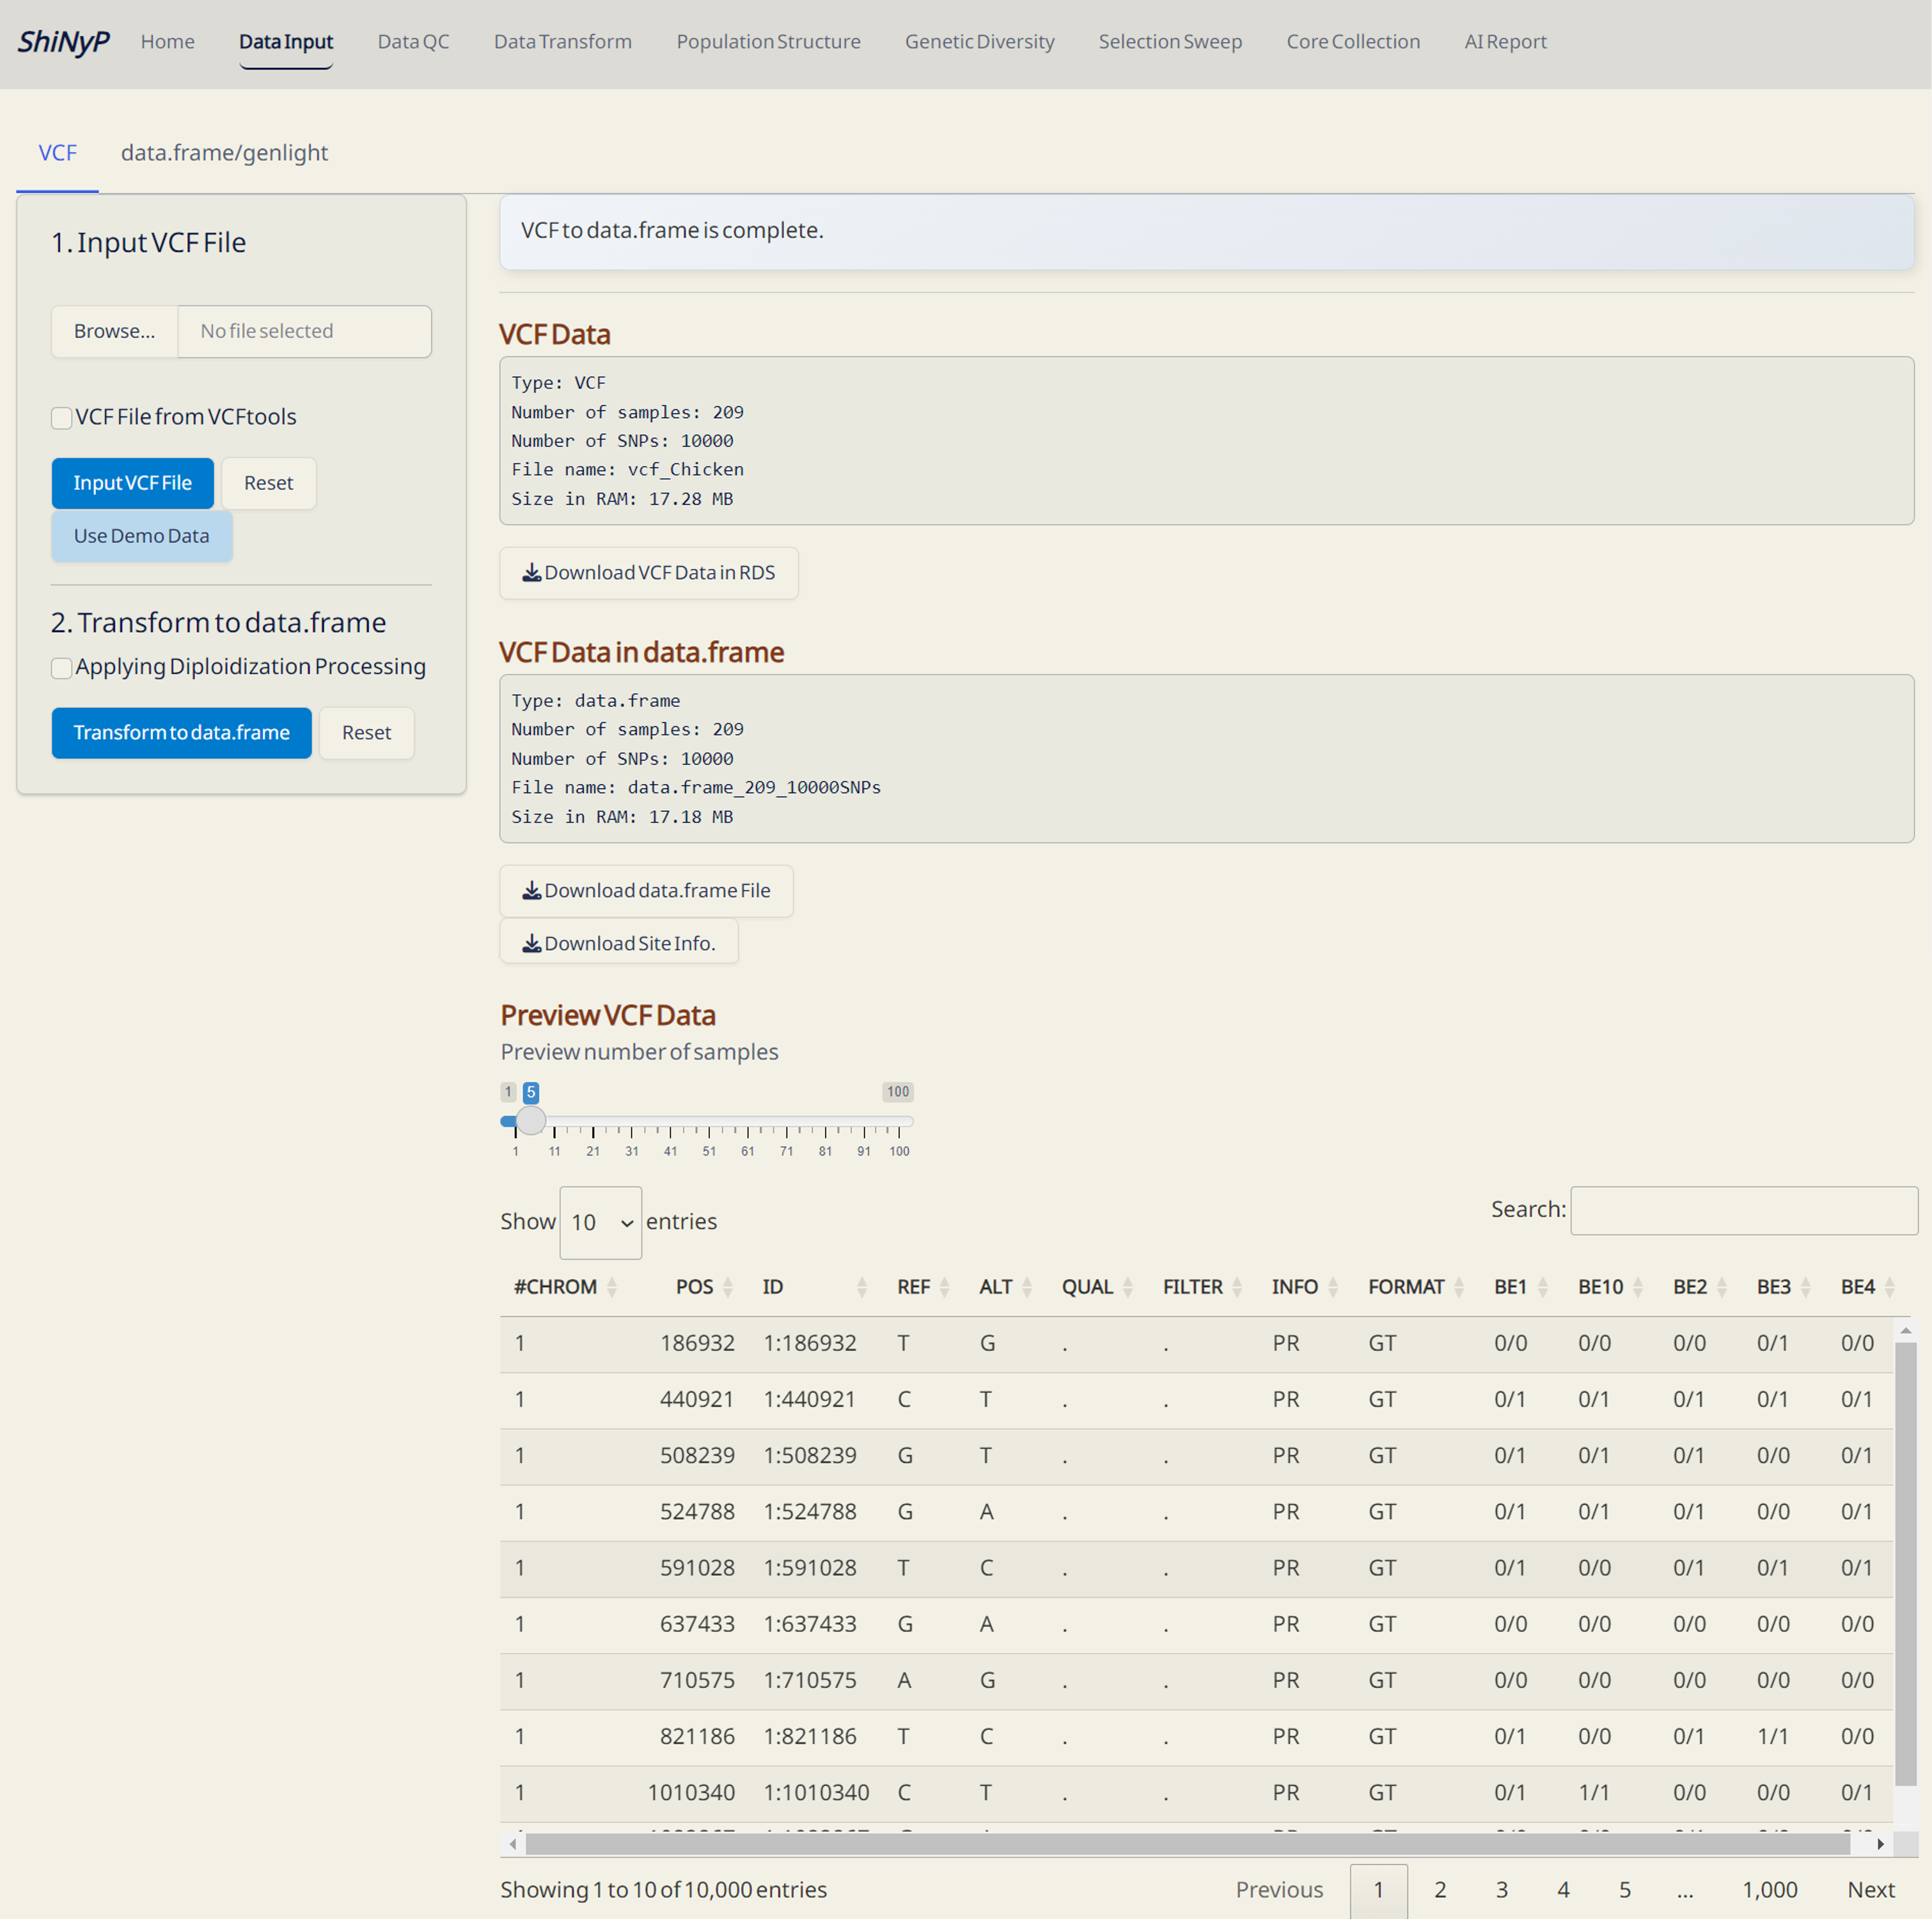 ShiNyP Home Data Input Data QC Data Transform Population Structure Genetic Diversity Selection Sweep Core Collection AI Report
VCF data.frame/genlight
1. Input VCF File
Browse... No file selected
VCF File from VCFtools
Input VCF File Reset
Use Demo Data
2. Transform to data.frame
Applying Diploidization Processing
Transform to data.frame Reset
VCF to data.frame is complete.
VCF Data
Type: VCF
Number of samples: 209
Number of SNPs: 10000
File name: vcf_Chicken
Size in RAM: 17.28 MB
Download VCF Data in RDS
VCF Data in data.frame
Type: data.frame
Number of samples: 209
Number of SNPs: 10000
File name: data.frame_209_10000SNPs
Size in RAM: 17.18 MB
Download data.frame File
Download Site Info.
Preview VCF Data
Preview number of samples
1 5 100
1 11 21 31 41 51 61 71 81 91 100
Show 10 entries Search:
#CHROM POS ID REF ALT QUAL FILTER INFO FORMAT BE1 BE10 BE2 BE3 BE4
1 186932 1:186932 T G . . PR GT 0/0 0/0 0/0 0/1 0/0
1 440921 1:440921 C T . . PR GT 0/1 0/1 0/1 0/1 0/1
1 508239 1:508239 G T . . PR GT 0/1 0/1 0/1 0/0 0/1
1 524788 1:524788 G A . . PR GT 0/1 0/1 0/1 0/0 0/1
1 591028 1:591028 T C . . PR GT 0/1 0/0 0/1 0/1 0/1
1 637433 1:637433 G A . . PR GT 0/0 0/0 0/0 0/0 0/0
1 710575 1:710575 A G . . PR GT 0/0 0/0 0/0 0/0 0/0
1 821186 1:821186 T C . . PR GT 0/1 0/0 0/1 1/1 0/0
1 1010340 1:1010340 C T . . PR GT 0/1 1/1 0/0 0/0 0/1
Showing 1 to 10 of 10,000 entries Previous 1 2 3 4 5 ... 1,000 Next